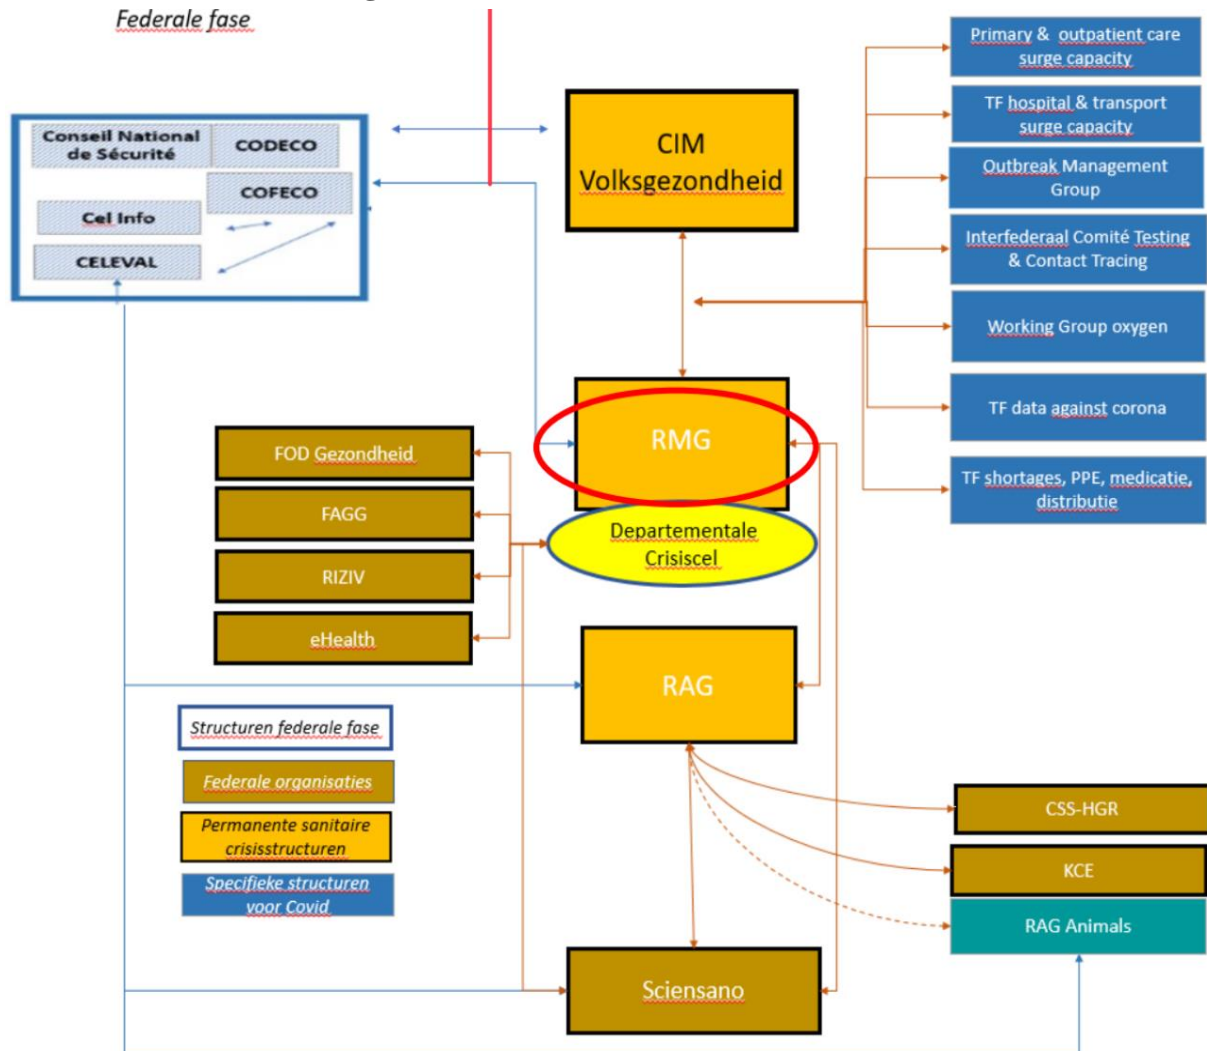 Federale fase
Conseil National
de Sécurité
CODECO
COFECO
Cel Info
CELEVAL
CIM
Volksgezondheid
Primary & outpatient care
surge capacity
TF hospital & transport
surge capacity
Outbreak Management
Group
Interfederaal Comité Testing
& Contact Tracing
Working Group oxygen
TF data against corona
TF shortages, PPE, medicatie,
distributie
RMG
Departementale
Crisiscel
FOD Gezondheid
FAGG
RIZIV
eHealth
RAG
Structuren federale fase
Federale organisaties
Permanente sanitaire
crisisstructuren
Specifieke structuren
voor Covid
CSS-HGR
KCE
RAG Animals
Sciensano